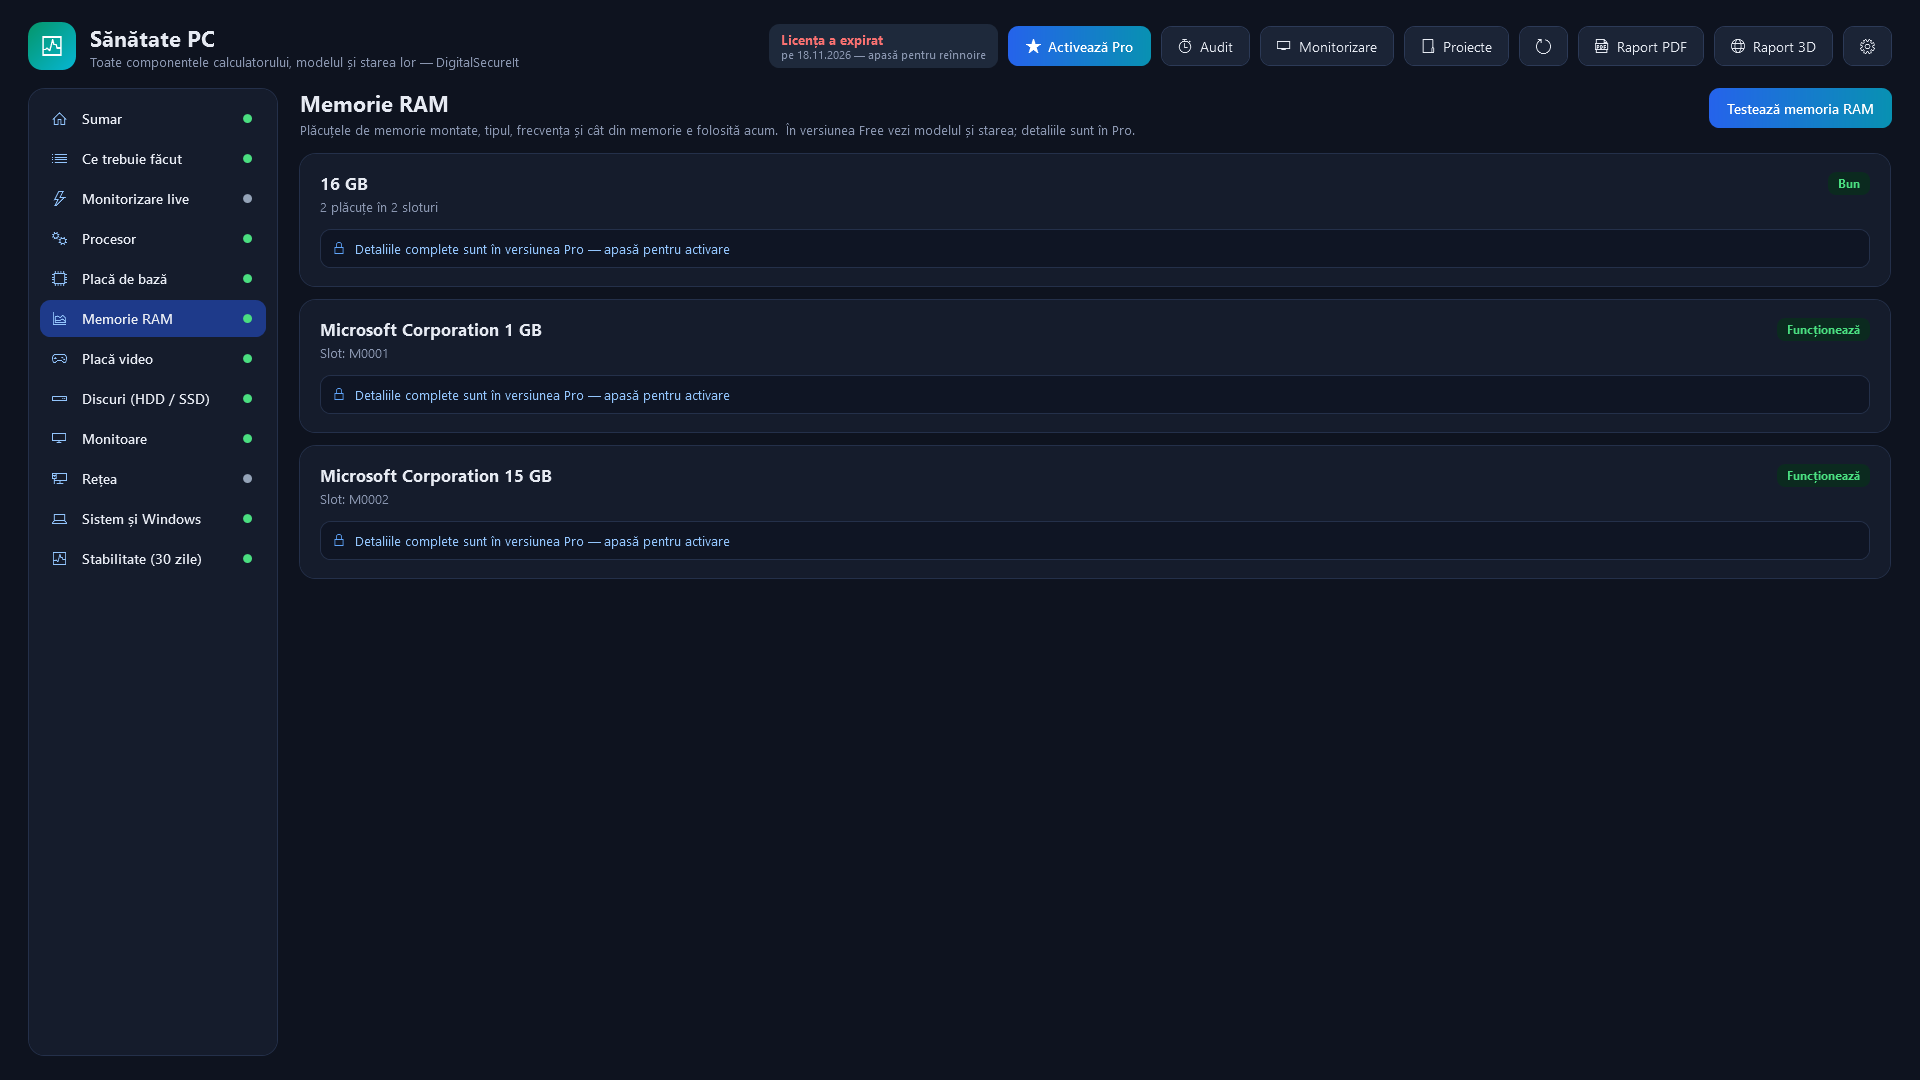 Sănătate PC
Toate componentele calculatorului, modelul și starea lor — DigitalSecureIt
Licența a expirat
pe 18.11.2026 — apasă pentru reînnoire
Activează Pro
Audit
Monitorizare
Proiecte
Raport PDF
Raport 3D
Sumar
Ce trebuie făcut
Monitorizare live
Procesor
Placă de bază
Memorie RAM
Placă video
Discuri (HDD / SSD)
Monitoare
Rețea
Sistem și Windows
Stabilitate (30 zile)
Memorie RAM
Plăcuțele de memorie montate, tipul, frecvența și cât din memorie e folosită acum. În versiunea Free vezi modelul și starea; detaliile sunt în Pro.
Testează memoria RAM
16 GB
Bun
2 plăcuțe în 2 sloturi
Detaliile complete sunt în versiunea Pro — apasă pentru activare
Microsoft Corporation 1 GB
Funcționează
Slot: M0001
Detaliile complete sunt în versiunea Pro — apasă pentru activare
Microsoft Corporation 15 GB
Funcționează
Slot: M0002
Detaliile complete sunt în versiunea Pro — apasă pentru activare